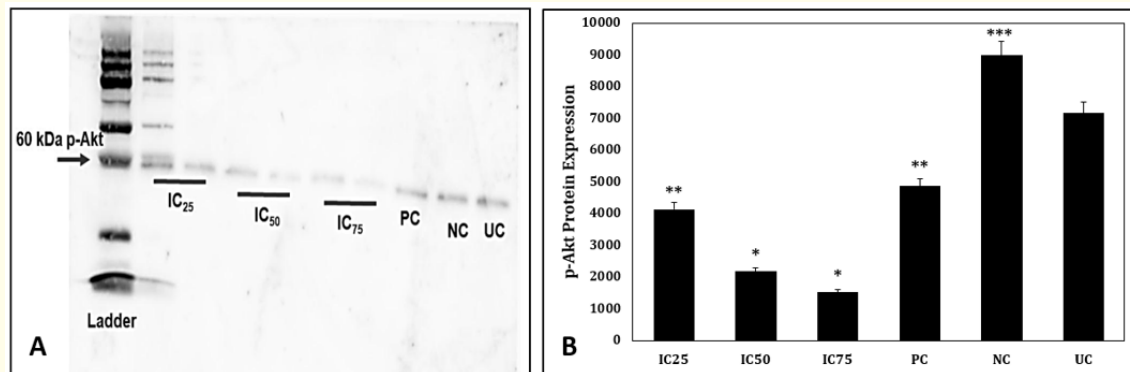 60 kDa p-Akt
IC25
IC50
IC75
PC
NC
UC
Ladder
A
p-Akt Protein Expression
10000
9000
8000
7000
6000
5000
4000
3000
2000
1000
0
**
*
*
**
***
IC25 IC50 IC75 PC NC UC
B